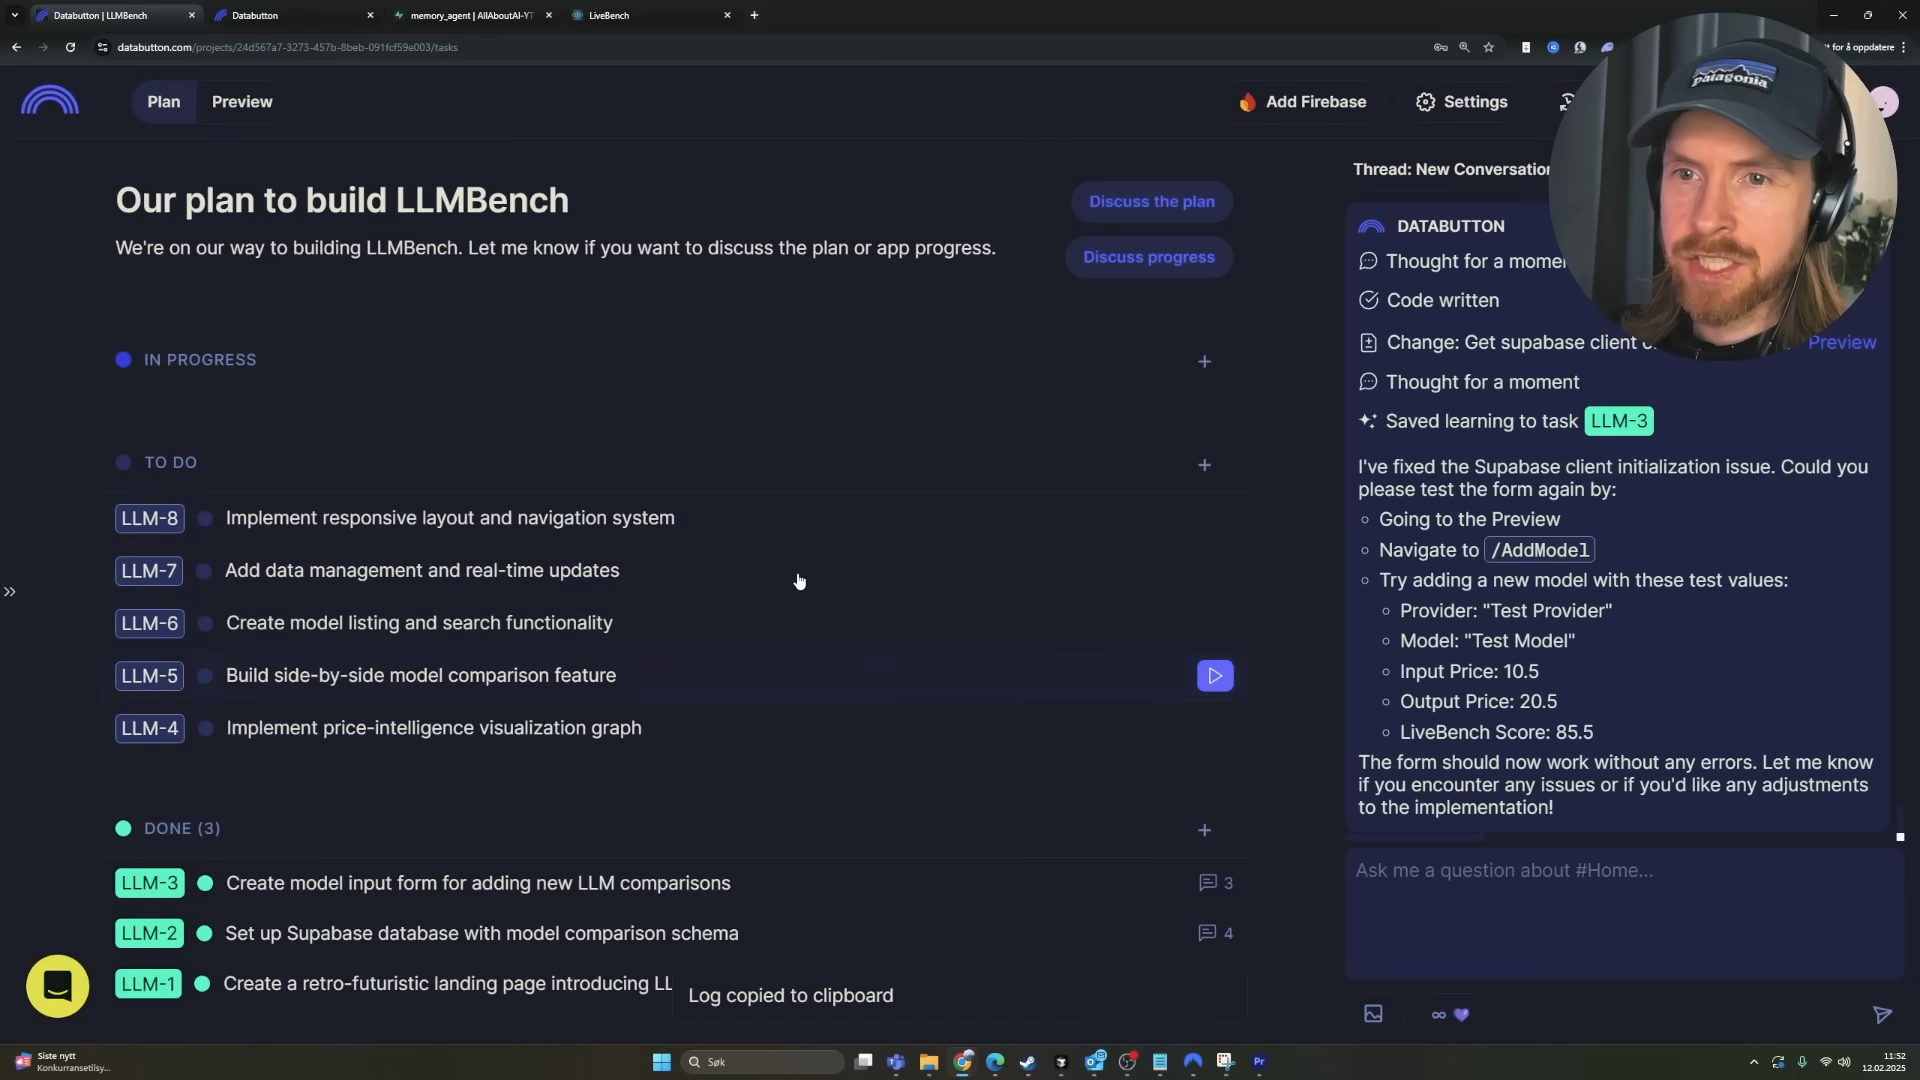 Databutton | LLMBench
Databutton
memory_agent | AllAboutAI-YT
LiveBench
databutton.com/projects/24d567a7-3273-457b-8beb-091fcf59e003/tasks
t for å oppdatere
Plan
Preview
Add Firebase
Settings
patagonia
Our plan to build LLMBench
We're on our way to building LLMBench. Let me know if you want to discuss the plan or app progress.
Discuss the plan
Discuss progress
IN PROGRESS
TO DO
LLM-8 Implement responsive layout and navigation system
LLM-7 Add data management and real-time updates
LLM-6 Create model listing and search functionality
LLM-5 Build side-by-side model comparison feature
LLM-4 Implement price-intelligence visualization graph
DONE (3)
LLM-3 Create model input form for adding new LLM comparisons 3
LLM-2 Set up Supabase database with model comparison schema 4
LLM-1 Create a retro-futuristic landing page introducing LL
Log copied to clipboard
Thread: New Conversation
DATABUTTON
Thought for a momen
Code written
Change: Get supabase client
Preview
Thought for a moment
Saved learning to task LLM-3
I've fixed the Supabase client initialization issue. Could you
please test the form again by:
Going to the Preview
Navigate to /AddModel
Try adding a new model with these test values:
Provider: "Test Provider"
Model: "Test Model"
Input Price: 10.5
Output Price: 20.5
LiveBench Score: 85.5
The form should now work without any errors. Let me know
if you encounter any issues or if you'd like any adjustments
to the implementation!
Ask me a question about #Home...
Siste nytt
Konkurransetilsy...
Søk
Pr
11:52
12.02.2025